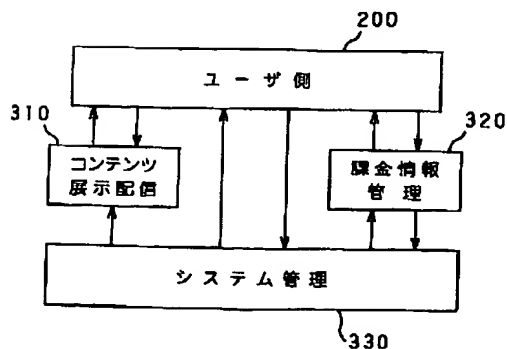 200
ユーザ側
310
コンテンツ
展示配信
320
課金情報
管理
システム管理
330